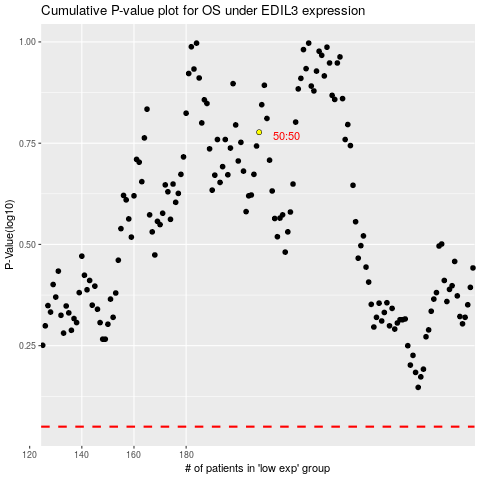 Cumulative P-value plot for OS under EDIL3 expression
P-Value(log10)
1.00
0.75
50:50
0.50
0.25
120 140 160 180
# of patients in 'low exp' group